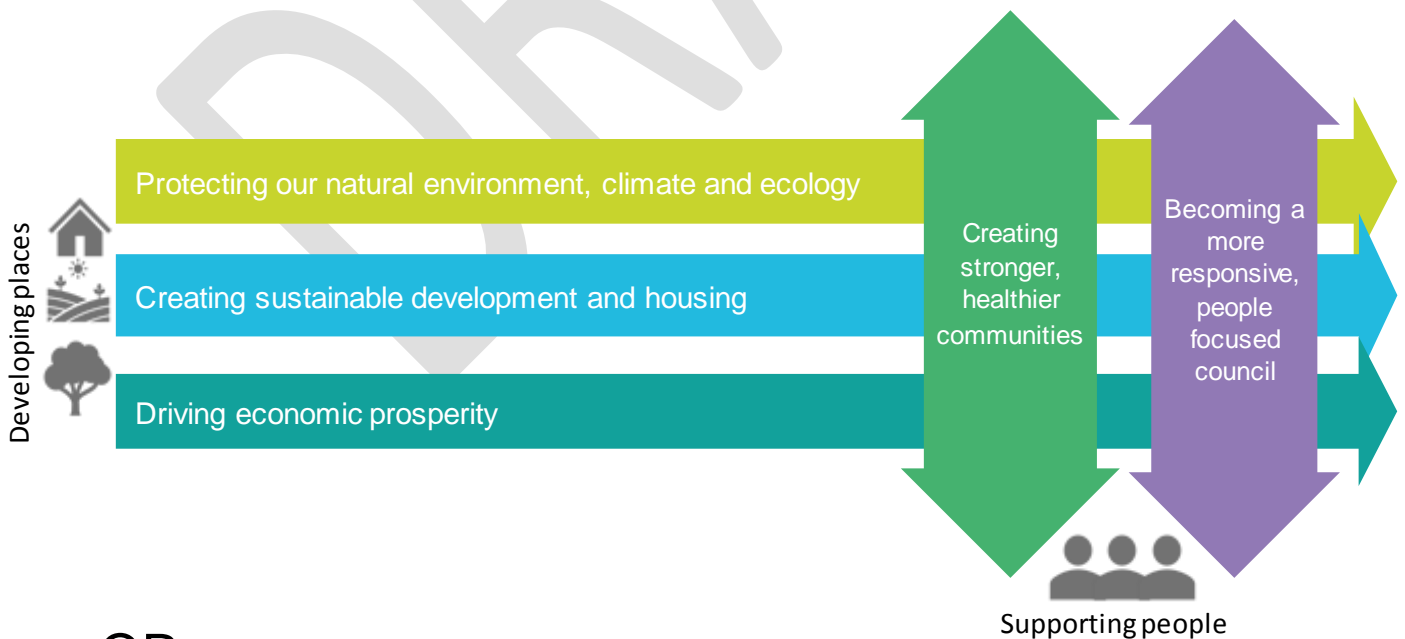 Developing places
Protecting our natural environment, climate and ecology
Creating sustainable development and housing
Driving economic prosperity
Creating
stronger,
healthier
communities
Becoming a
more
responsive,
people
focused
council
Supporting people